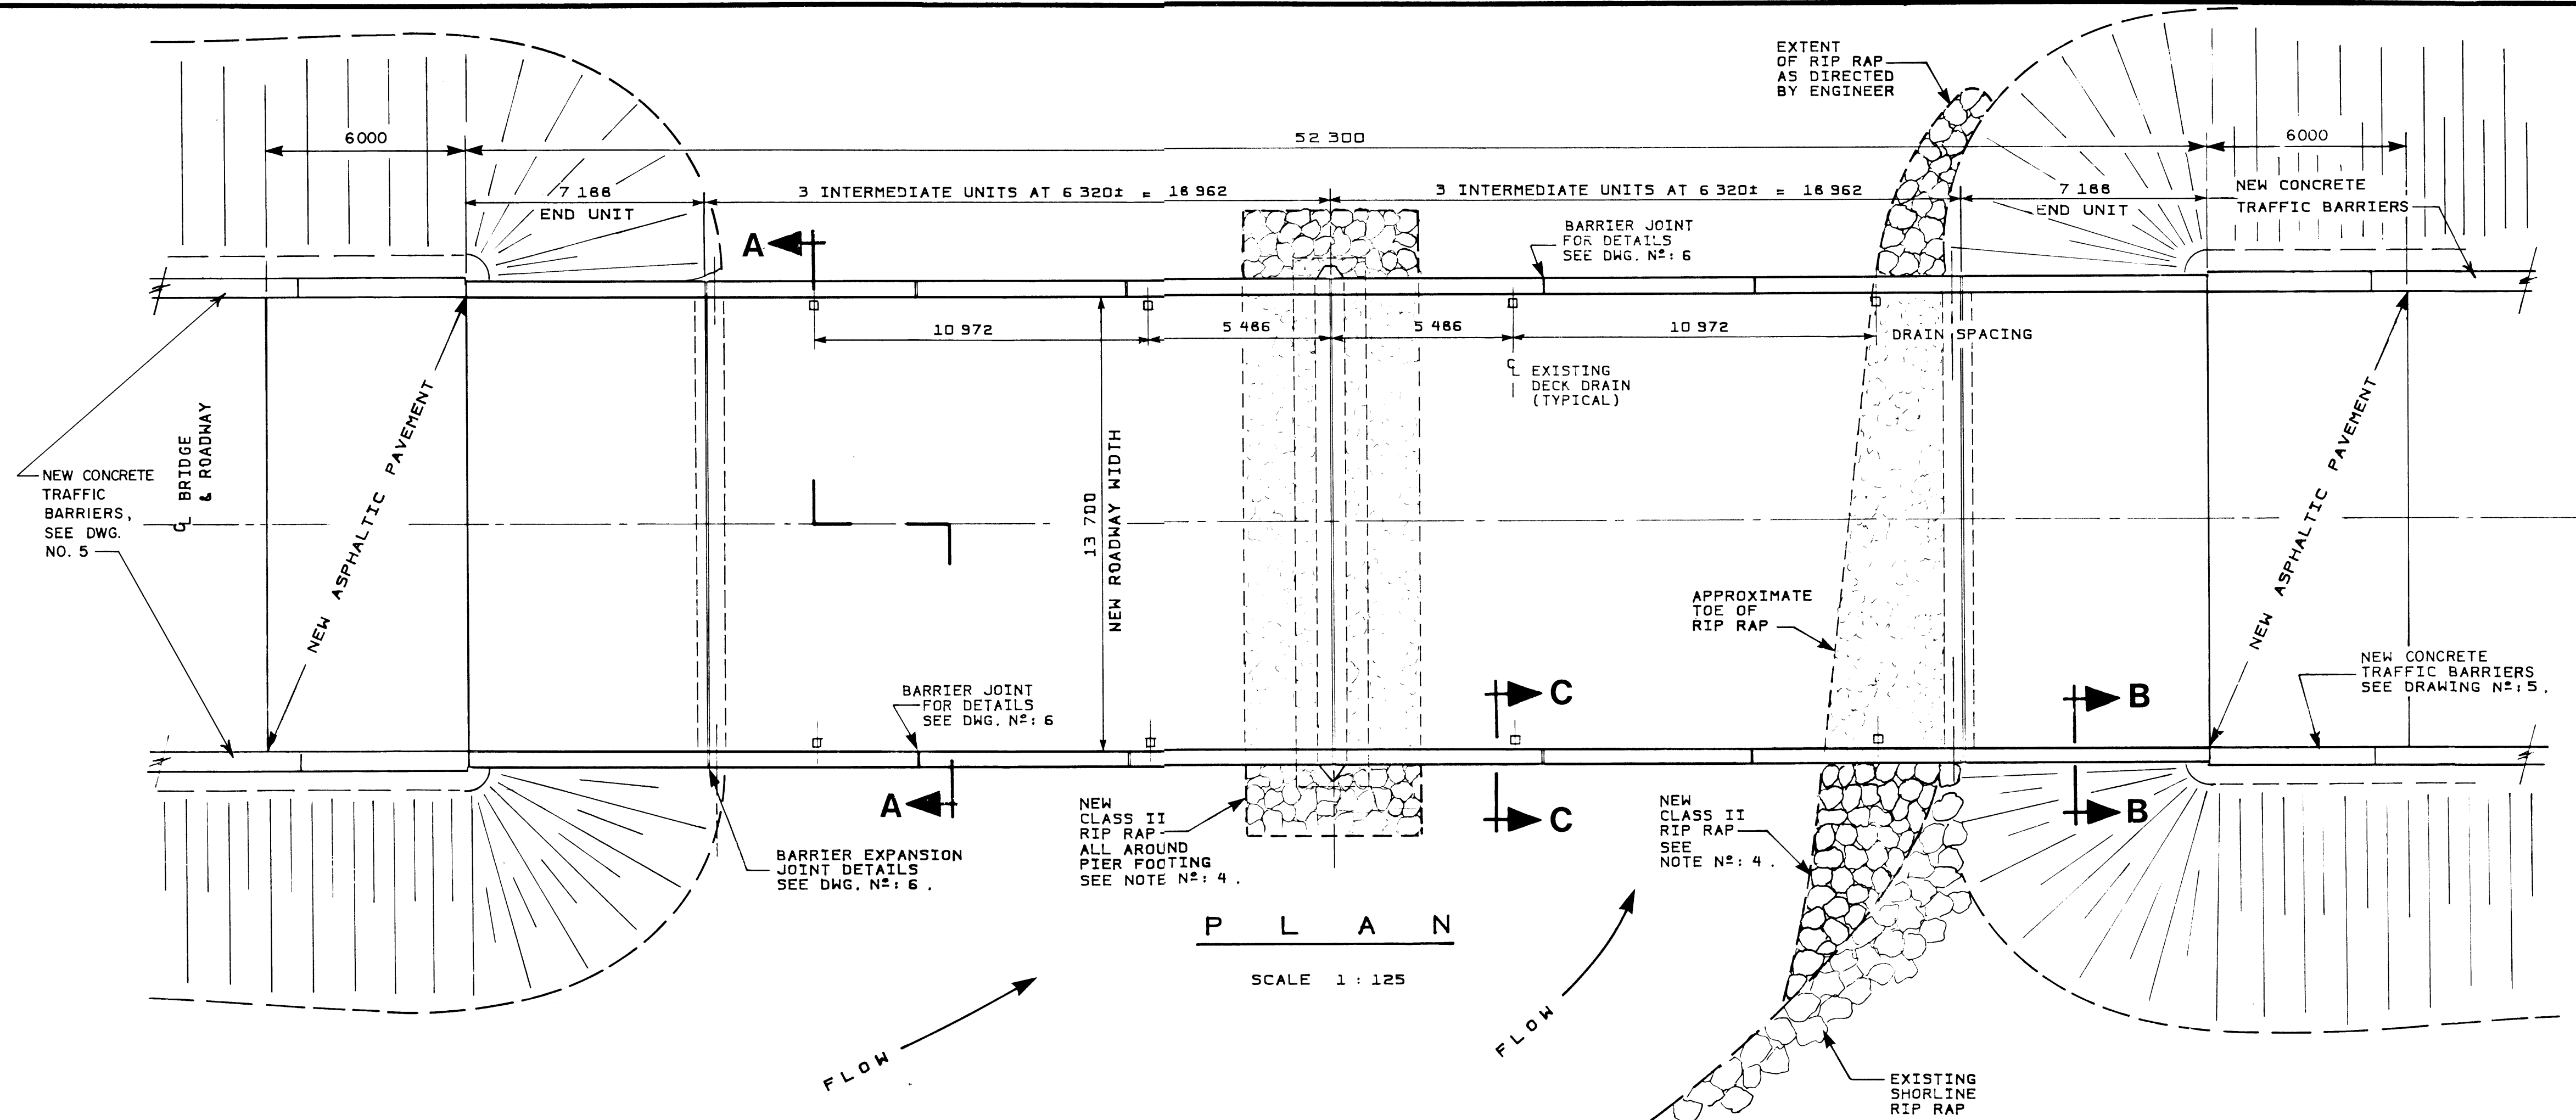 EXTENT
OF RIP RAP
AS DIRECTED
BY ENGINEER
6000
52 300
6000
7 188
END UNIT
3 INTERMEDIATE UNITS AT 6 320± = 18 962
3 INTERMEDIATE UNITS AT 6 320± = 18 962
7 188
END UNIT
NEW CONCRETE
TRAFFIC BARRIERS
A
BARRIER JOINT
FOR DETAILS
SEE DWG. Nº: 6
10 972
5 486
5 486
10 972
DRAIN SPACING
℄ EXISTING
DECK DRAIN
(TYPICAL)
NEW CONCRETE
TRAFFIC
BARRIERS,
SEE DWG.
NO. 5
℄ BRIDGE
& ROADWAY
NEW ASPHALTIC PAVEMENT
13 700
NEW ROADWAY WIDTH
APPROXIMATE
TOE OF
RIP RAP
NEW ASPHALTIC PAVEMENT
NEW CONCRETE
TRAFFIC BARRIERS
SEE DRAWING Nº: 5.
BARRIER JOINT
FOR DETAILS
SEE DWG. Nº: 6
C
B
A
C
B
BARRIER EXPANSION
JOINT DETAILS
SEE DWG. Nº: 6.
NEW
CLASS II
RIP RAP
ALL AROUND
PIER FOOTING
SEE NOTE Nº: 4.
NEW
CLASS II
RIP RAP
SEE
NOTE Nº: 4.
PLAN
SCALE 1 : 125
FLOW
FLOW
EXISTING
SHORLINE
RIP RAP